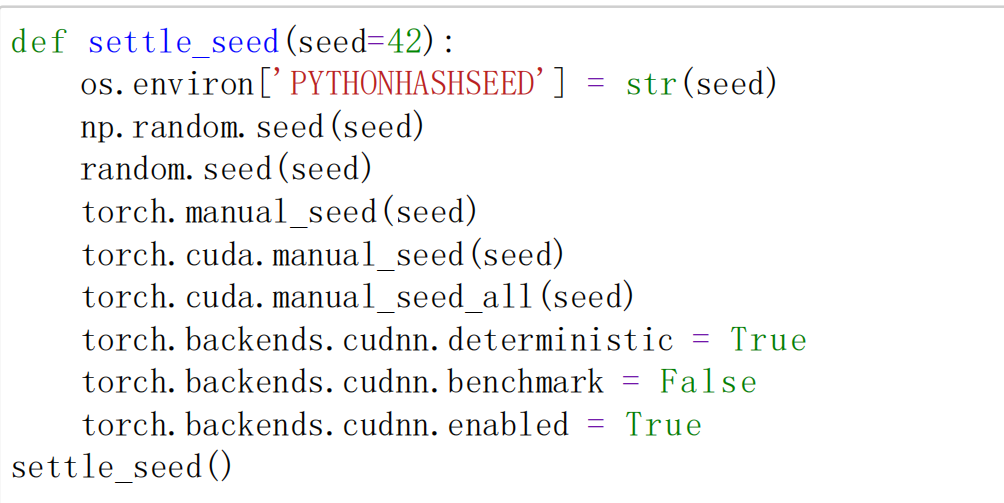 def settle_seed(seed=42):
    os.environ['PYTHONHASHSEED'] = str(seed)
    np.random.seed(seed)
    random.seed(seed)
    torch.manual_seed(seed)
    torch.cuda.manual_seed(seed)
    torch.cuda.manual_seed_all(seed)
    torch.backends.cudnn.deterministic = True
    torch.backends.cudnn.benchmark = False
    torch.backends.cudnn.enabled = True
settle_seed()